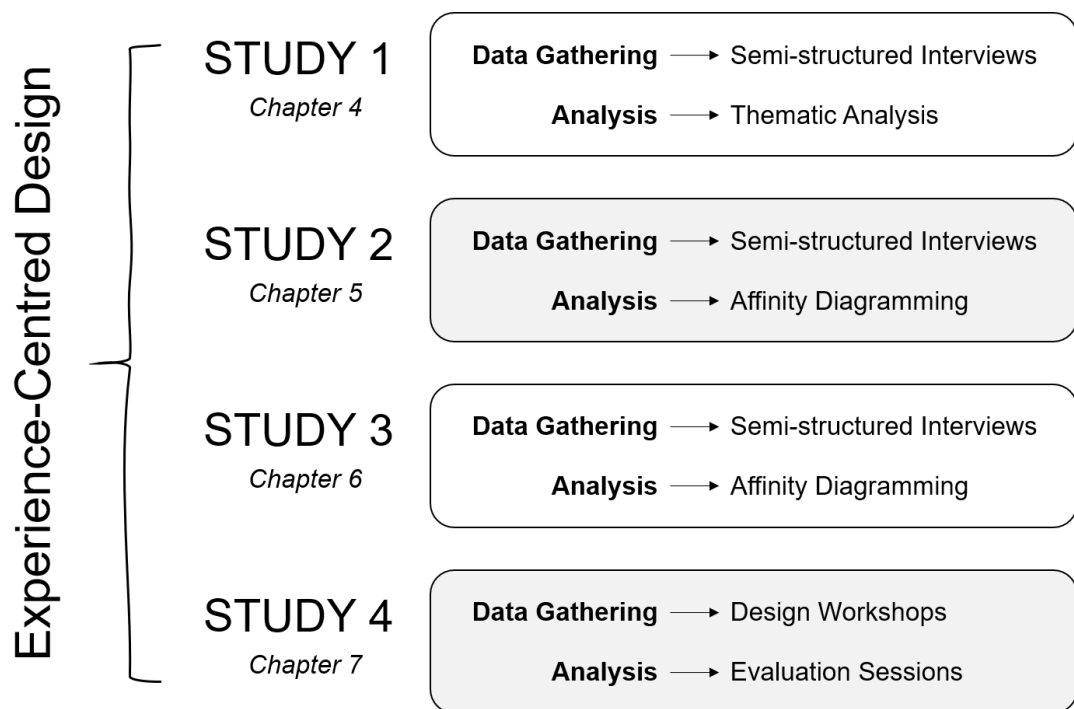 Experience-Centred Design
STUDY 1
Chapter 4
Data Gathering Semi-structured Interviews
Analysis Thematic Analysis
STUDY 2
Chapter 5
Data Gathering Semi-structured Interviews
Analysis Affinity Diagramming
STUDY 3
Chapter 6
Data Gathering Semi-structured Interviews
Analysis Affinity Diagramming
STUDY 4
Chapter 7
Data Gathering Design Workshops
Analysis Evaluation Sessions